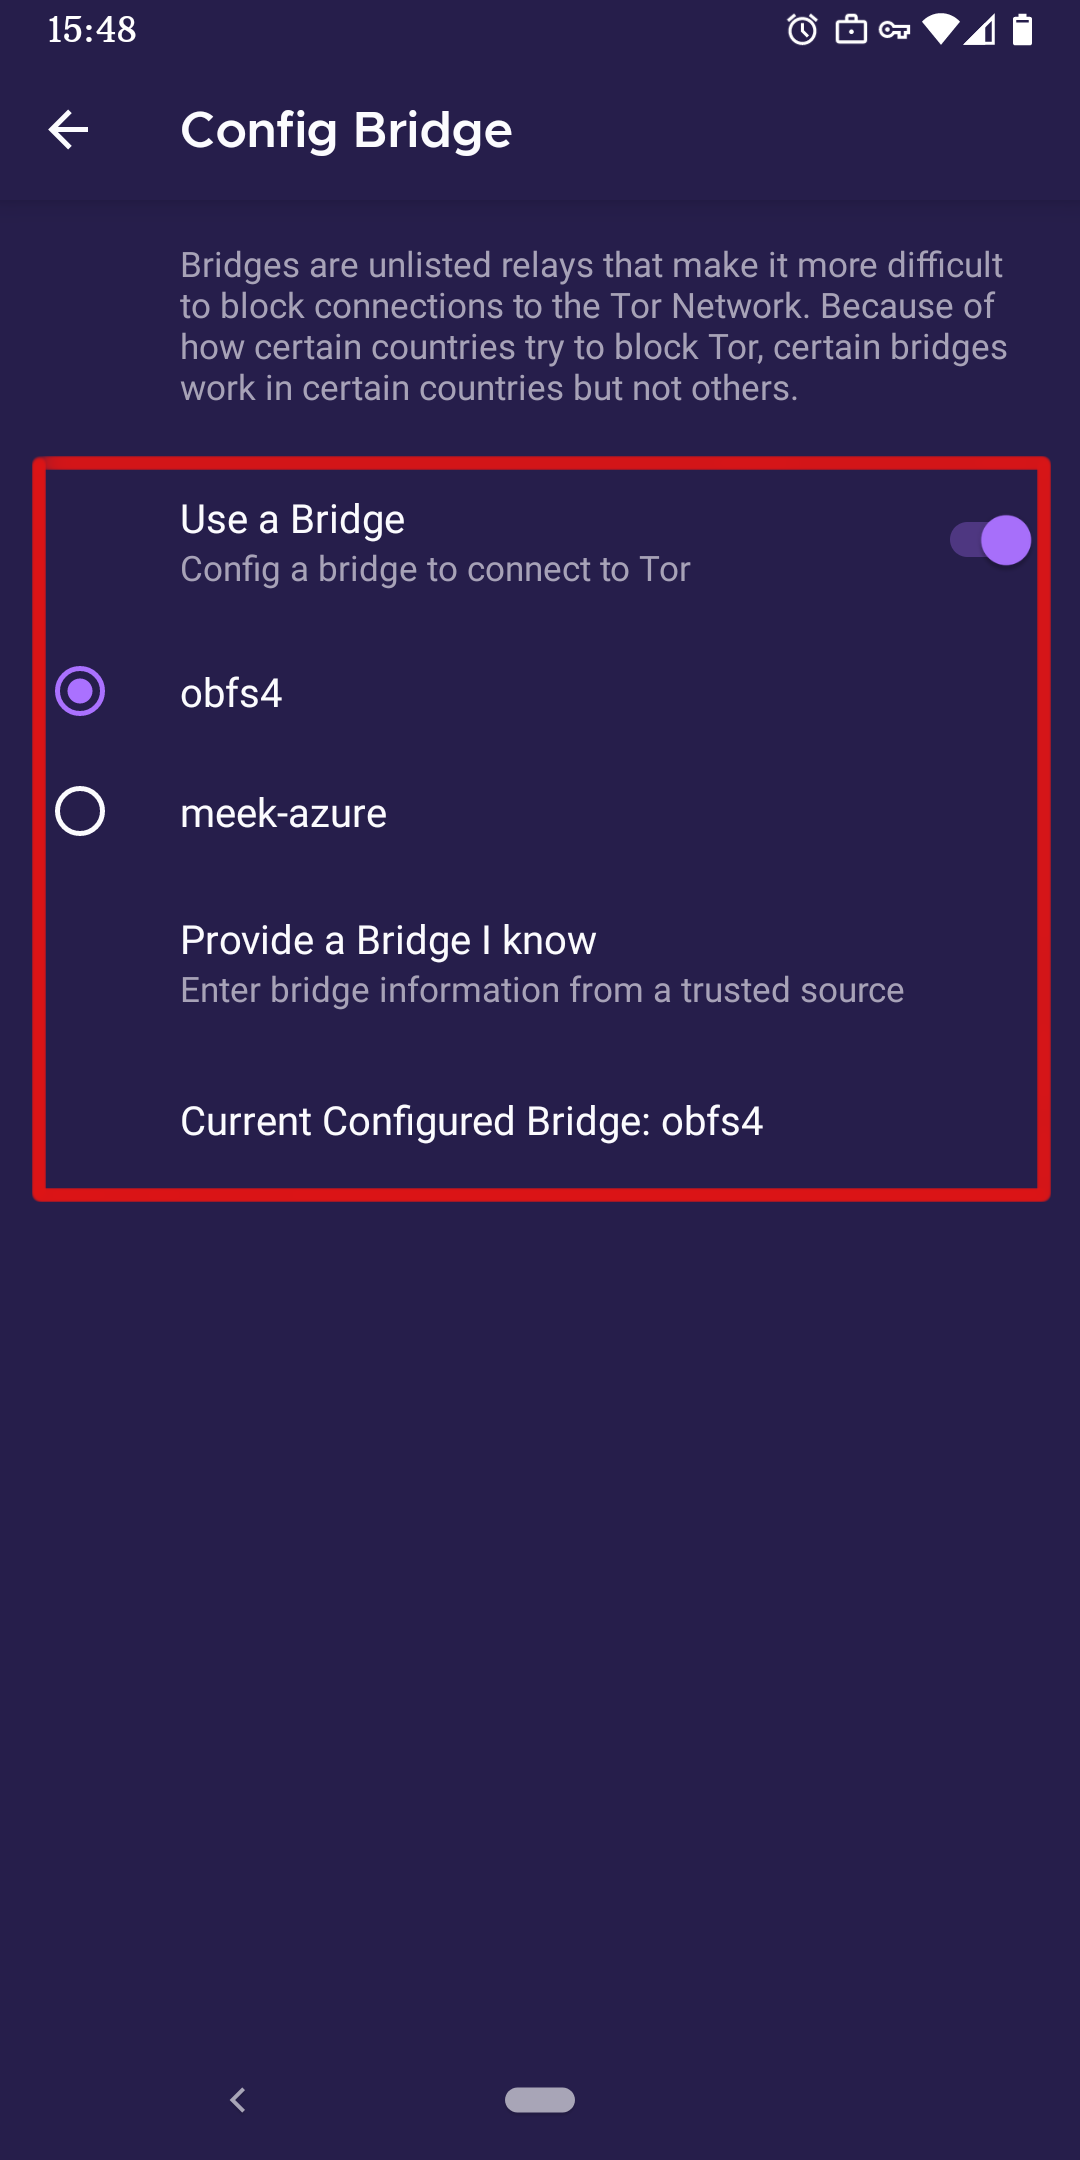 15:48
Config Bridge
Bridges are unlisted relays that make it more difficult
to block connections to the Tor Network. Because of
how certain countries try to block Tor, certain bridges
work in certain countries but not others.
Use a Bridge
Config a bridge to connect to Tor
obfs4
meek-azure
Provide a Bridge I know
Enter bridge information from a trusted source
Current Configured Bridge: obfs4